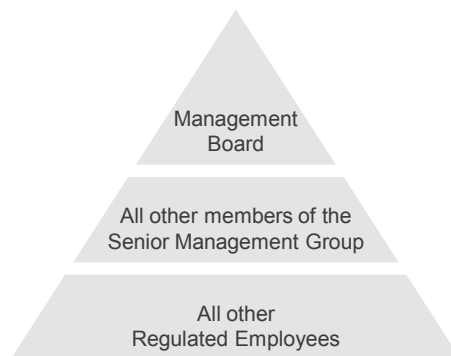 Management
Board
All other members of the
Senior Management Group
All other
Regulated Employees